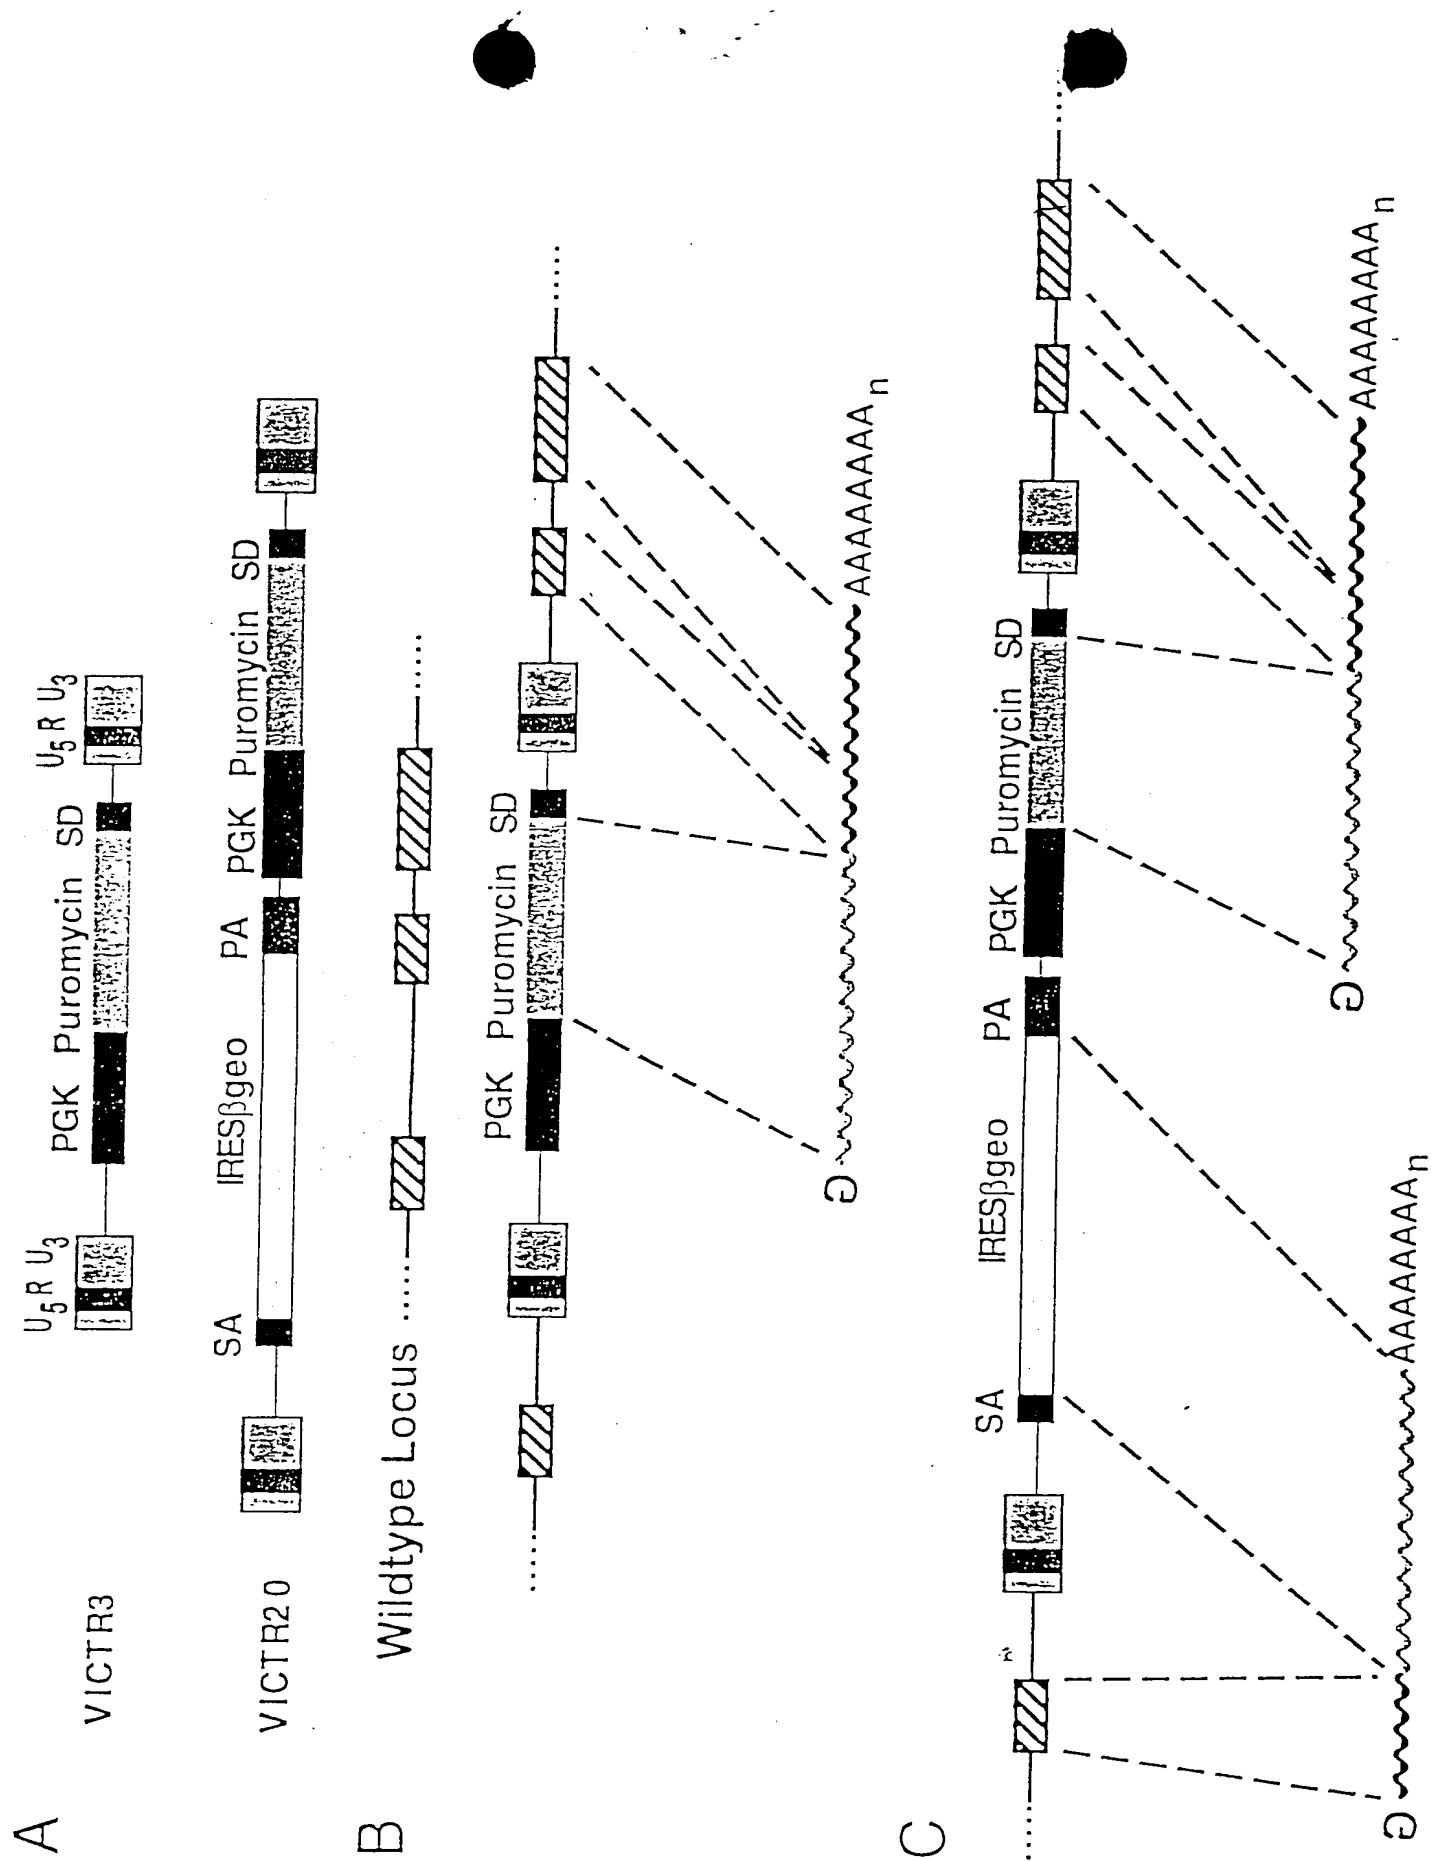 A
U5 R U3 PGK Puromycin SD U5 R U3
VICTR3
SA IRESβgeo PA PGK Puromycin SD
VICTR20
B
Wildtype Locus
PGK Puromycin SD
G AAAAAAAAn
C
SA IRESβgeo PA PGK Puromycin SD
G AAAAAAAAn
G AAAAAAAAn